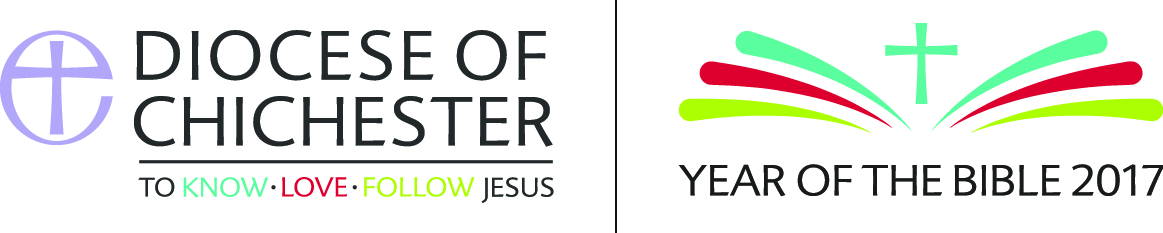 DIOCESE OF
CHICHESTER
TO KNOW·LOVE·FOLLOW JESUS
YEAR OF THE BIBLE 2017